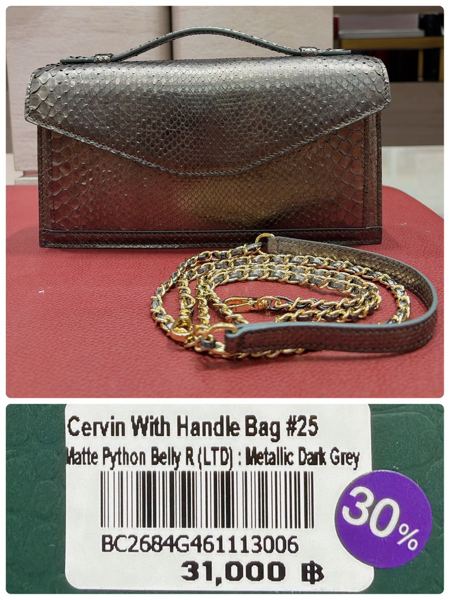 Cervin With Handle Bag #25
Matte Python Belly R (LTD) : Metallic Dark Grey
30%
BC2684G461113006
31,000 ฿